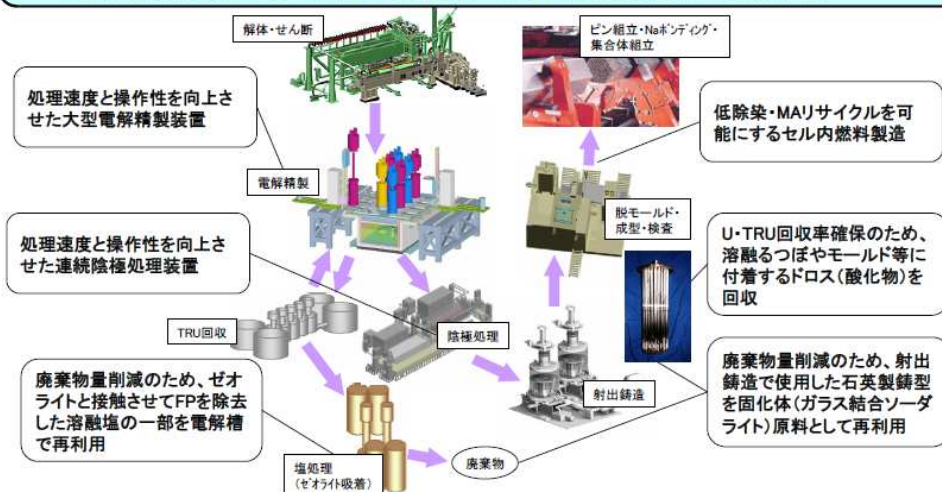 解体・せん断
ピン組立・Naボンディング・
集合体組立
処理速度と操作性を向上さ
せた大型電解精製装置
低除染・MAリサイクルを可
能にするセル内燃料製造
電解精製
脱モールド・
成型・検査
処理速度と操作性を向上さ
せた連続陰極処理装置
U・TRU回収率確保のため、
溶融るつぼやモールド等に
付着するドロス(酸化物)を
回収
TRU回収
陰極処理
廃棄物量削減のため、ゼオ
ライトと接触させてFPを除去
した溶融塩の一部を電解槽
で再利用
射出鋳造
廃棄物量削減のため、射出
鋳造で使用した石英製鋳型
を固化体(ガラス結合ソーダ
ライト)原料として再利用
塩処理
(ゼオライト吸着)
廃棄物